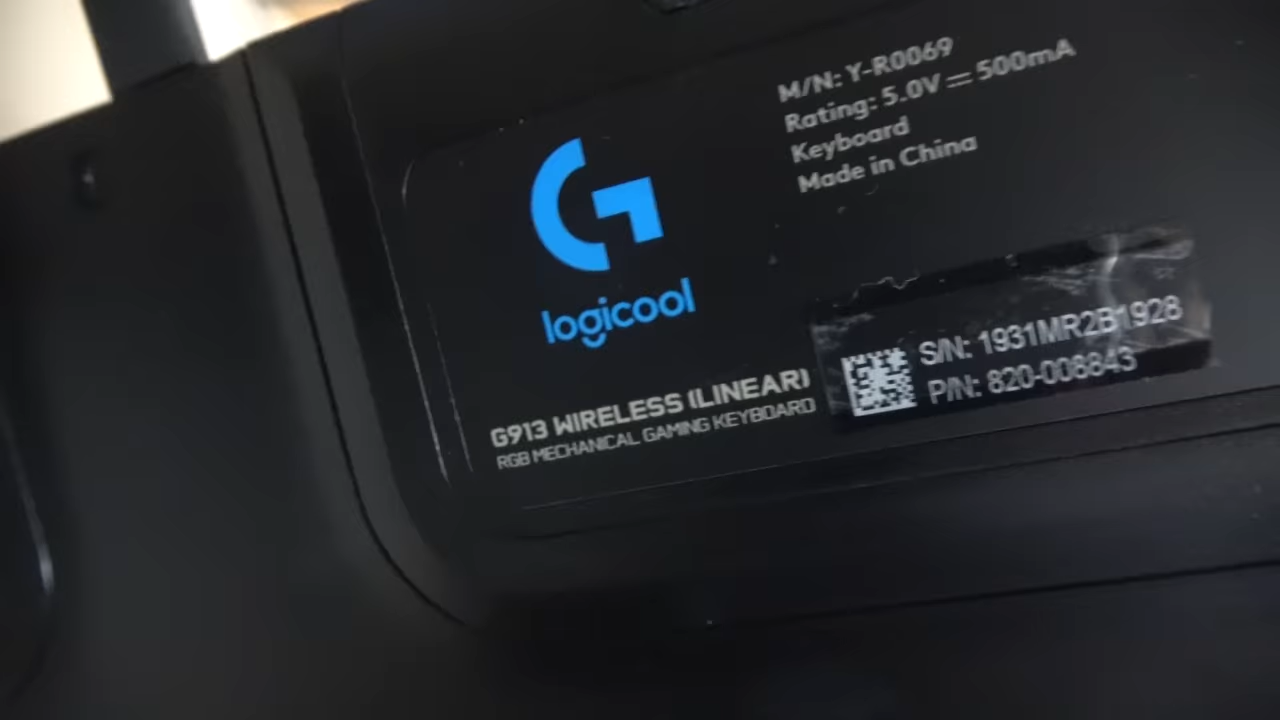 M/N: Y-R0069
Rating: 5.0V ⎓ 500mA
Keyboard
Made in China
logicool
G913 WIRELESS (LINEAR)
RGB MECHANICAL GAMING KEYBOARD
S/N: 1931MR2B1928
P/N: 820-008843